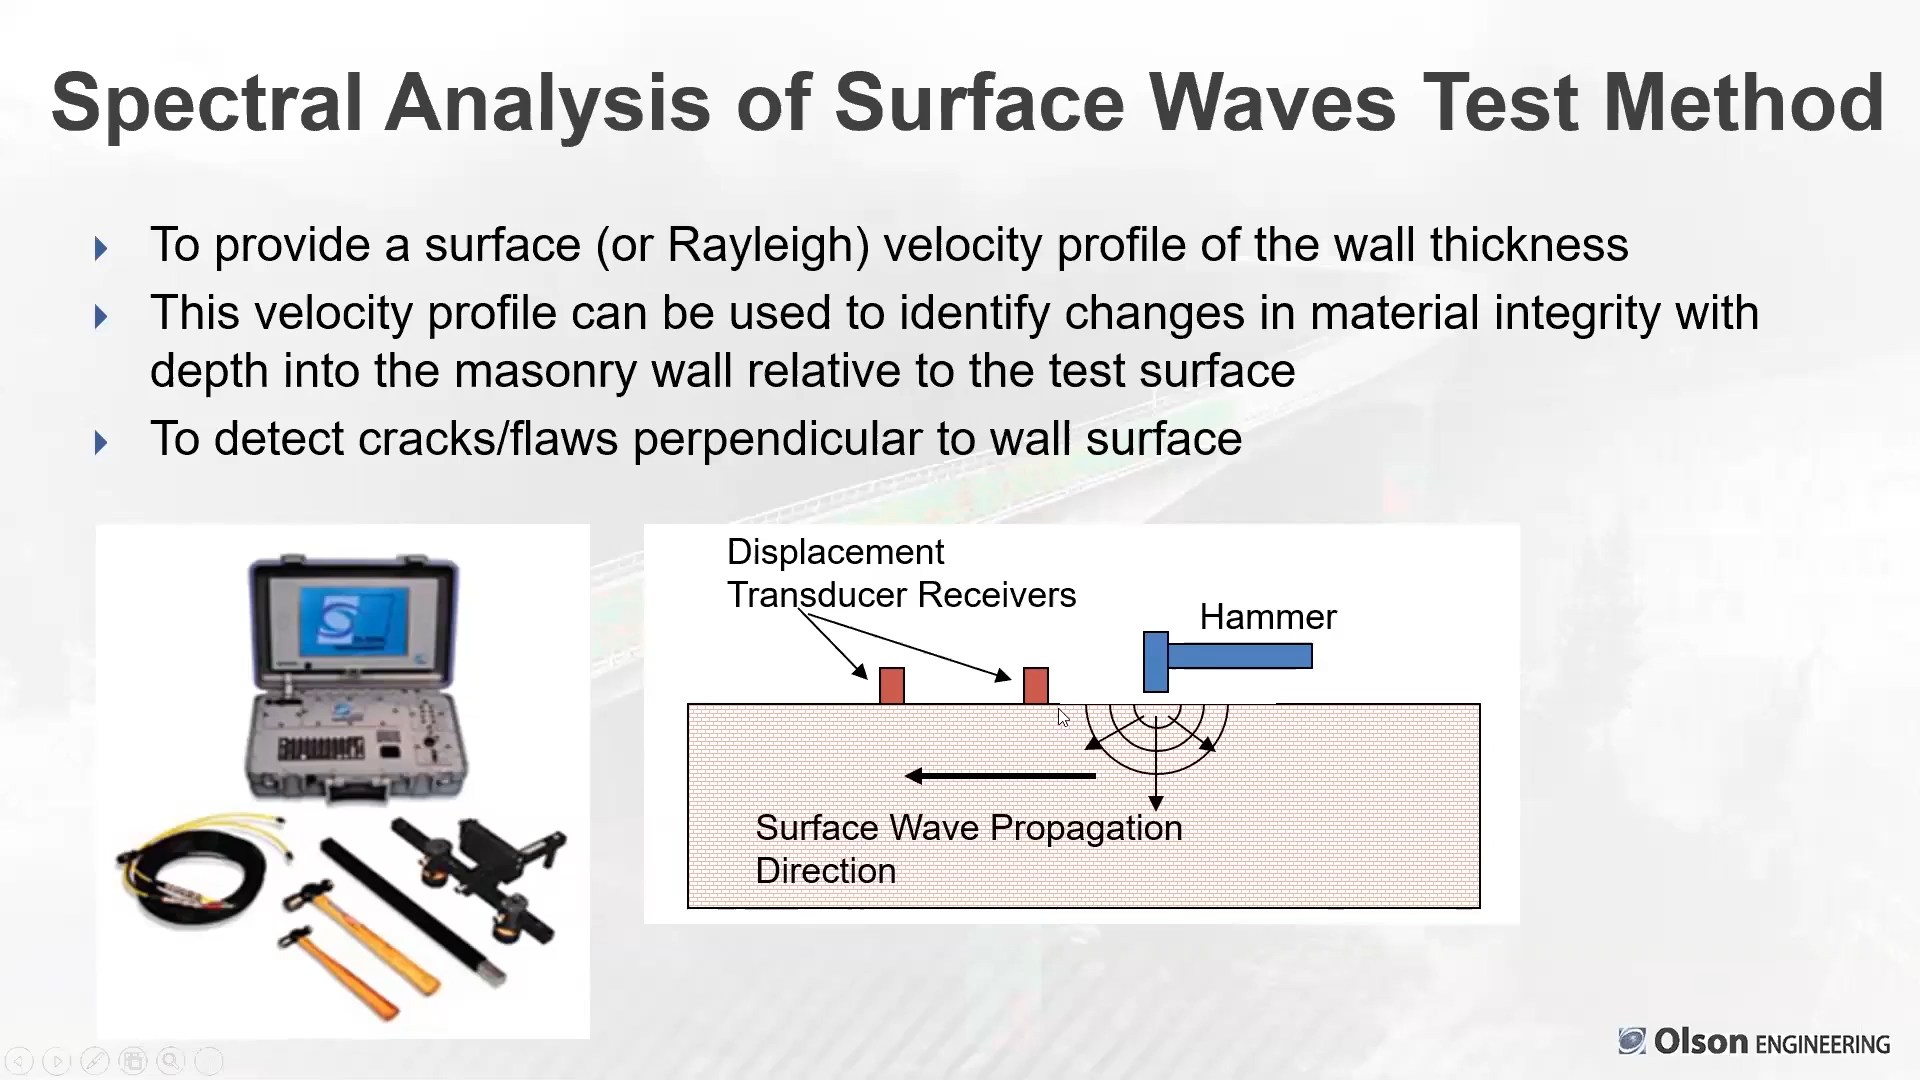 Spectral Analysis of Surface Waves Test Method
To provide a surface (or Rayleigh) velocity profile of the wall thickness
This velocity profile can be used to identify changes in material integrity with
depth into the masonry wall relative to the test surface
To detect cracks/flaws perpendicular to wall surface
Displacement
Transducer Receivers
Hammer
Surface Wave Propagation
Direction
Olson ENGINEERING